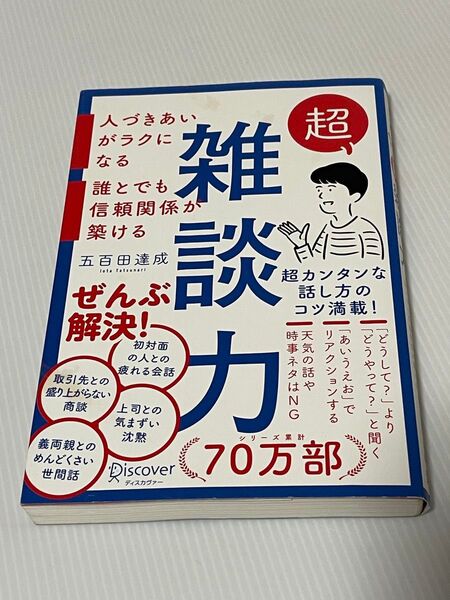 人づきあい
がラクに
なる
誰とでも
信頼関係が
築ける
超
雑談力
五百田達成
Iota Tatsunari
超カンタンな
話し方の
コツ満載!
ぜんぶ
解決!
初対面
の人との
疲れる会話
取引先との
盛り上がらない
商談
上司との
気まずい
沈黙
義両親との
めんどくさい
世間話
「どうして?」より
「どうやって?」と聞く
「あいうえお」で
リアクションする
天気の話や
時事ネタはNG
シリーズ累計
70万部
Discover
ディスカヴァー